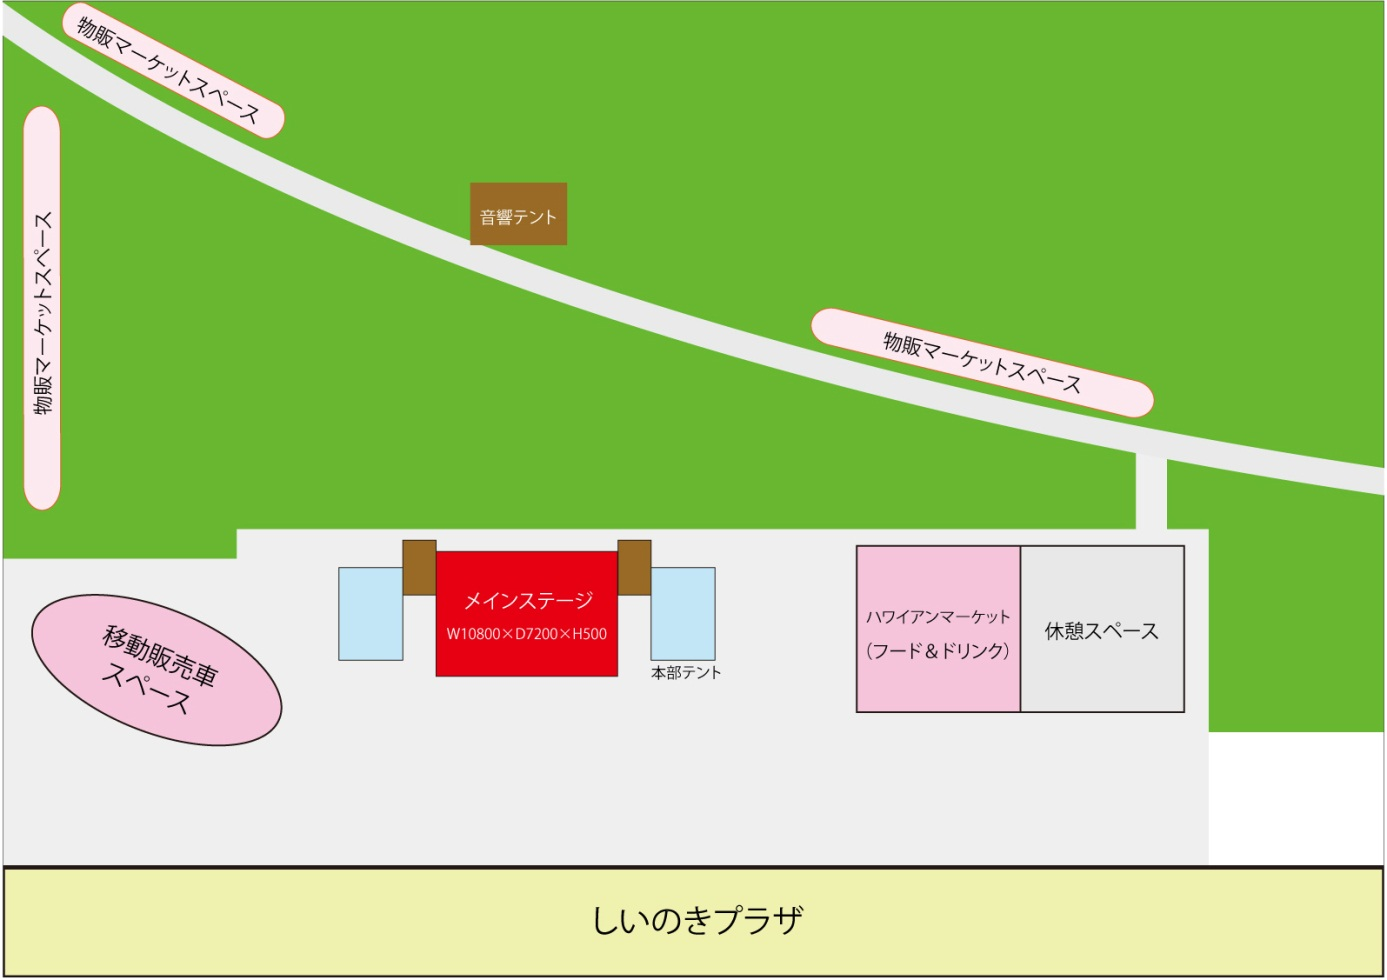 物販マーケットスペース
物販マーケットスペース
音響テント
物販マーケットスペース
メインステージ
W10800×D7200×H500
本部テント
ハワイアンマーケット
（フード＆ドリンク）
休憩スペース
移動販売車
スペース
しいのきプラザ